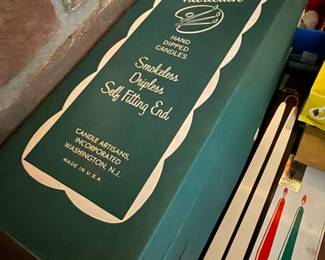 HAND
DIPPED
CANDLES
Smokeless
Dripless
Self Fitting End
CANDLE ARTISANS,
INCORPORATED
WASHINGTON, N.J.
MADE IN U.S.A.